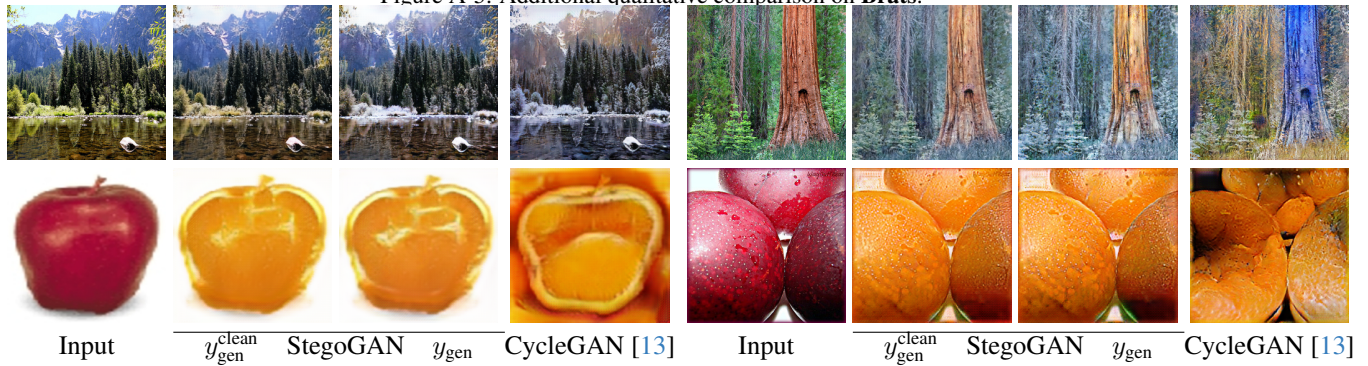 Figure A-5. Additional qualitative comparison on Brats.
Input y_gen^clean StegoGAN y_gen CycleGAN [13] Input y_gen^clean StegoGAN y_gen CycleGAN [13]